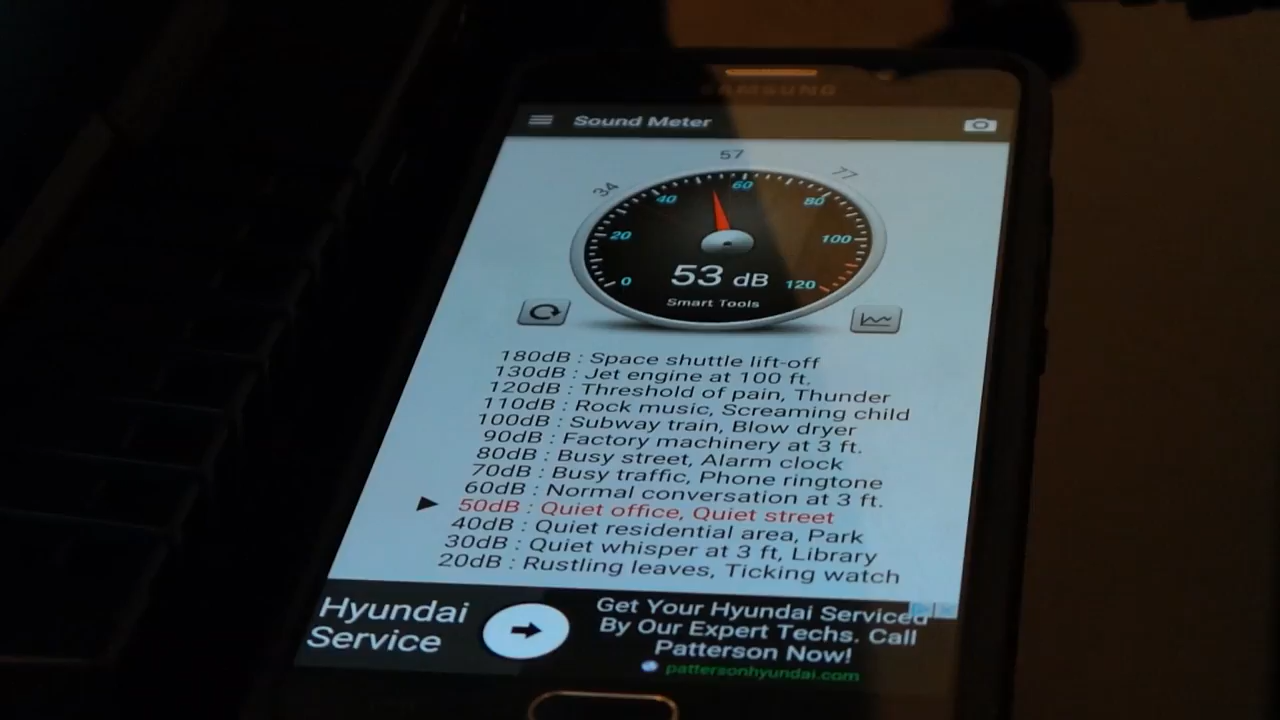 SAMSUNG
Sound Meter
34 57 77
0 20 40 60 80 100 120
53 dB
Smart Tools
180dB : Space shuttle lift-off
130dB : Jet engine at 100 ft.
120dB : Threshold of pain, Thunder
110dB : Rock music, Screaming child
100dB : Subway train, Blow dryer
90dB : Factory machinery at 3 ft.
80dB : Busy street, Alarm clock
70dB : Busy traffic, Phone ringtone
60dB : Normal conversation at 3 ft.
50dB : Quiet office, Quiet street
40dB : Quiet residential area, Park
30dB : Quiet whisper at 3 ft, Library
20dB : Rustling leaves, Ticking watch
Hyundai
Service
Get Your Hyundai Serviced
By Our Expert Techs. Call
Patterson Now!
pattersonhyundai.com